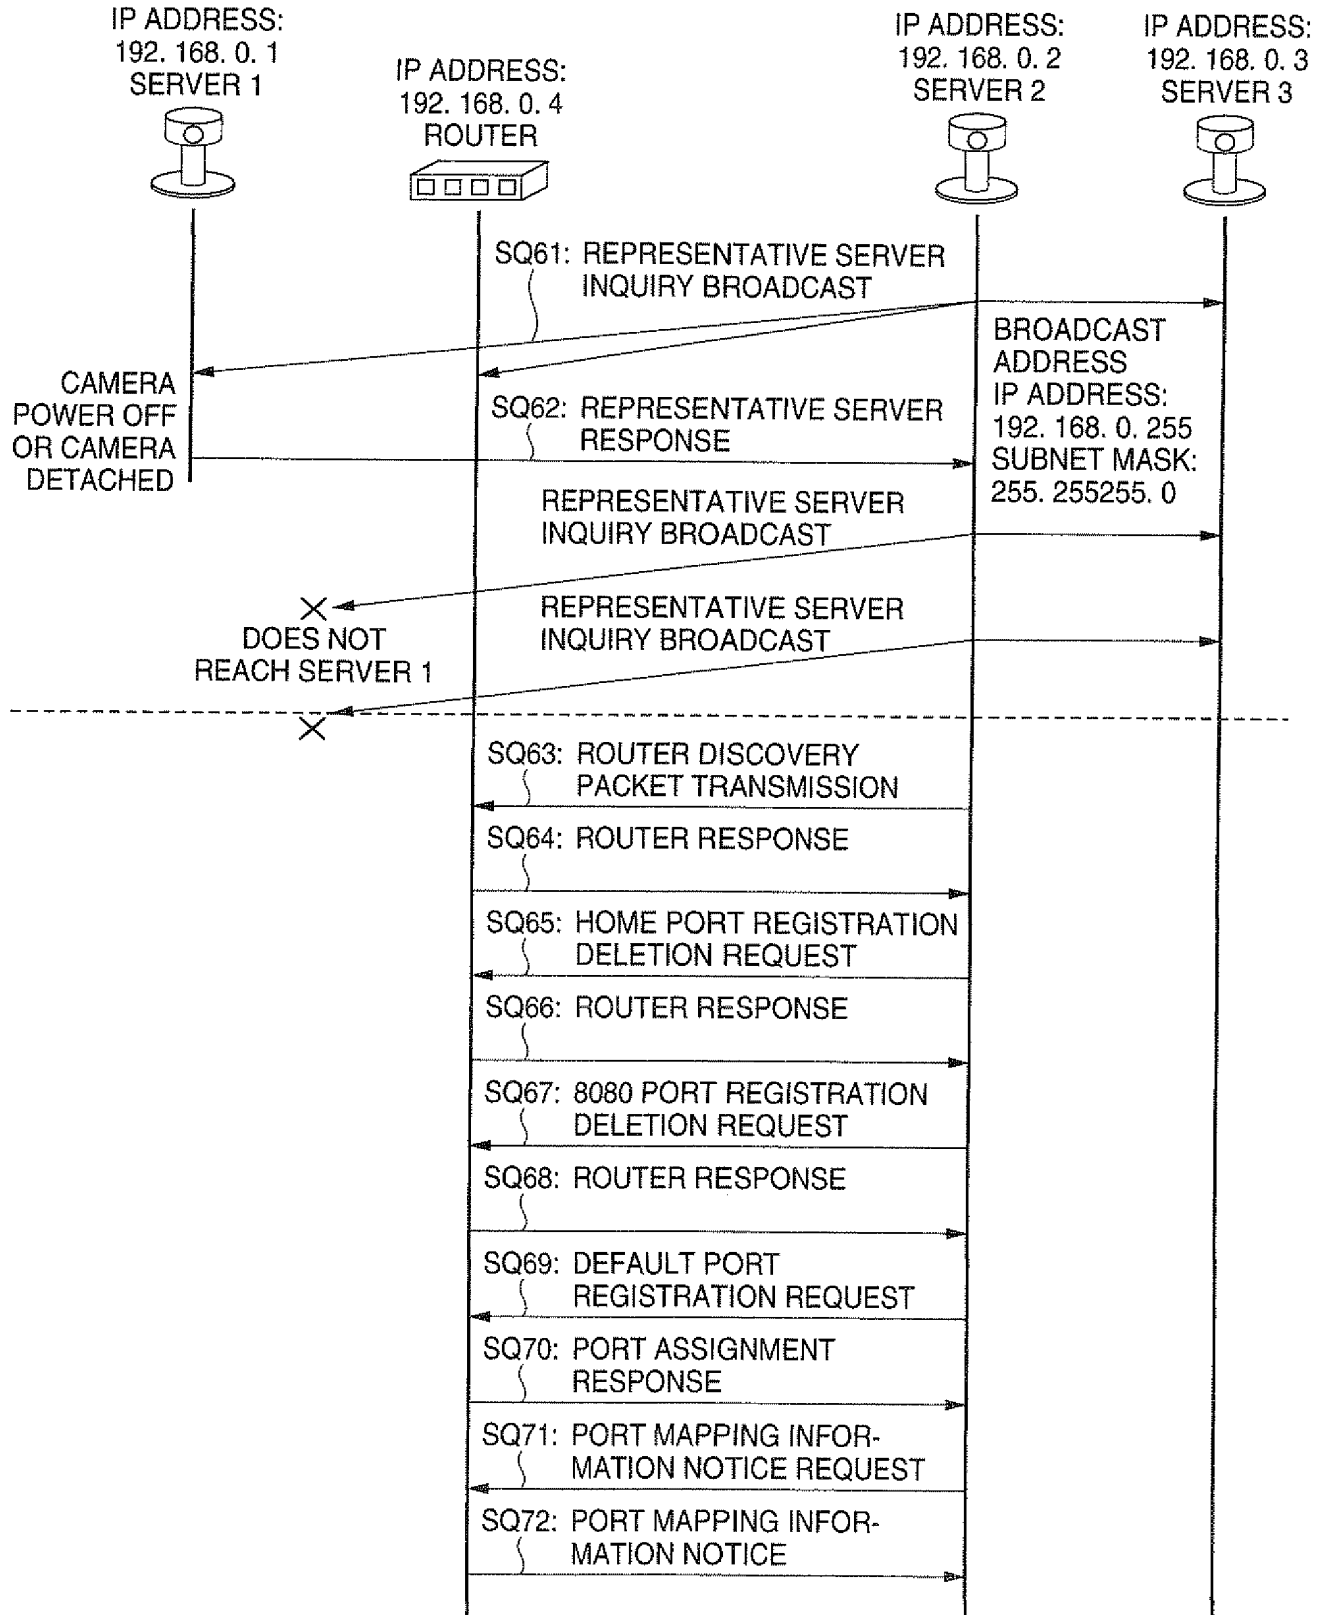 IP ADDRESS:
192. 168. 0. 1
SERVER 1
IP ADDRESS:
192. 168. 0. 4
ROUTER
IP ADDRESS:
192. 168. 0. 2
SERVER 2
IP ADDRESS:
192. 168. 0. 3
SERVER 3
SQ61: REPRESENTATIVE SERVER
INQUIRY BROADCAST
BROADCAST
ADDRESS
IP ADDRESS:
192. 168. 0. 255
SUBNET MASK:
255. 255255. 0
CAMERA
POWER OFF
OR CAMERA
DETACHED
SQ62: REPRESENTATIVE SERVER
RESPONSE
REPRESENTATIVE SERVER
INQUIRY BROADCAST
DOES NOT
REACH SERVER 1
REPRESENTATIVE SERVER
INQUIRY BROADCAST
SQ63: ROUTER DISCOVERY
PACKET TRANSMISSION
SQ64: ROUTER RESPONSE
SQ65: HOME PORT REGISTRATION
DELETION REQUEST
SQ66: ROUTER RESPONSE
SQ67: 8080 PORT REGISTRATION
DELETION REQUEST
SQ68: ROUTER RESPONSE
SQ69: DEFAULT PORT
REGISTRATION REQUEST
SQ70: PORT ASSIGNMENT
RESPONSE
SQ71: PORT MAPPING INFOR-
MATION NOTICE REQUEST
SQ72: PORT MAPPING INFOR-
MATION NOTICE